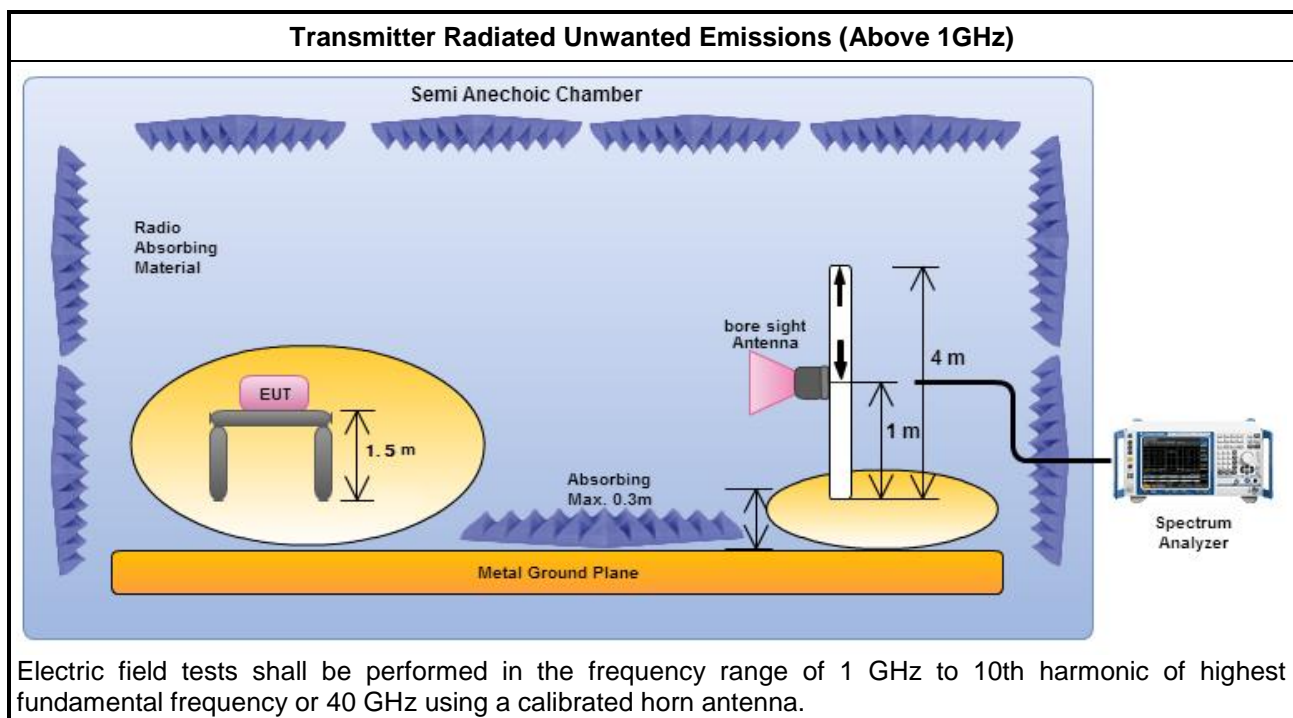 Transmitter Radiated Unwanted Emissions (Above 1GHz)
Semi Anechoic Chamber
Radio
Absorbing
Material
bore sight
Antenna
4 m
EUT
1.5 m
1 m
Absorbing
Max. 0.3m
Spectrum
Analyzer
Metal Ground Plane
Electric field tests shall be performed in the frequency range of 1 GHz to 10th harmonic of highest
fundamental frequency or 40 GHz using a calibrated horn antenna.